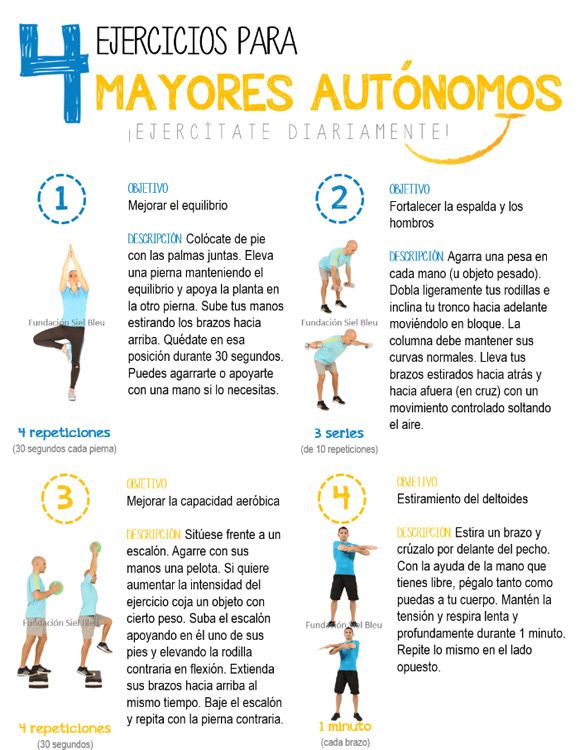 4 EJERCICIOS PARA
MAYORES AUTÓNOMOS
¡EJERCÍTATE DIARIAMENTE!
1
OBJETIVO
Mejorar el equilibrio
DESCRIPCIÓN Colócate de pie
con las palmas juntas. Eleva
una pierna manteniendo el
equilibrio y apoya la planta en
la otro pierna. Sube tus manos
estirando los brazos hacia
arriba. Quédate en esa
posición durante 30 segundos.
Puedes agarrarte o apoyarte
con una mano si lo necesitas.
Fundación Siel Bleu
4 repeticiones
(30 segundos cada pierna)
2
OBJETIVO
Fortalecer la espalda y los
hombros
DESCRIPCIÓN Agarra una pesa en
cada mano (u objeto pesado).
Dobla ligeramente tus rodillas e
inclina tu tronco hacia adelante
moviéndolo en bloque. La
columna debe mantener sus
curvas normales. Lleva tus
brazos estirados hacia atrás y
hacia afuera (en cruz) con un
movimiento controlado soltando
el aire.
Fundación Siel Bleu
3 series
(de 10 repeticiones)
3
OBJETIVO
Mejorar la capacidad aeróbica
DESCRIPCIÓN Sitúese frente a un
escalón. Agarre con sus
manos una pelota. Si quiere
aumentar la intensidad del
ejercicio coja un objeto con
cierto peso. Suba el escalón
apoyando en él uno de sus
pies y elevando la rodilla
contraria en flexión. Extienda
sus brazos hacia arriba al
mismo tiempo. Baje el escalón
y repita con la pierna contraria.
Fundación Siel Bleu
4 repeticiones
(30 segundos)
4
OBJETIVO
Estiramiento del deltoides
DESCRIPCIÓN Estira un brazo y
crúzalo por delante del pecho.
Con la ayuda de la mano que
tienes libre, pégalo tanto como
puedas a tu cuerpo. Mantén la
tensión y respira lenta y
profundamente durante 1 minuto.
Repite lo mismo en el lado
opuesto.
Fundación Siel Bleu
1 minuto
(cada brazo)